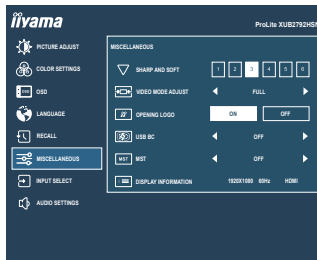 iiyama
ProLite XUB2792HSN
PICTURE ADJUST
COLOR SETTINGS
OSD
LANGUAGE
RECALL
MISCELLANEOUS
INPUT SELECT
AUDIO SETTINGS
MISCELLANEOUS
SHARP AND SOFT 1 2 3 4 5 6
VIDEO MODE ADJUST FULL
OPENING LOGO ON OFF
USB BC OFF
MST MST OFF
DISPLAY INFORMATION 1920X1080 60Hz HDMI